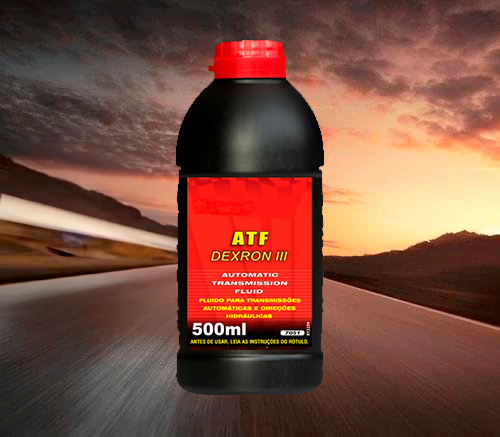 ATF
DEXRON III
AUTOMATIC
TRANSMISSION
FLUID
FLUIDO PARA TRANSMISSÕES
AUTOMÁTICAS E DIREÇÕES
HIDRÁULICAS
500ml
7051
ANTES DE USAR, LEIA AS INSTRUÇÕES DO RÓTULO.